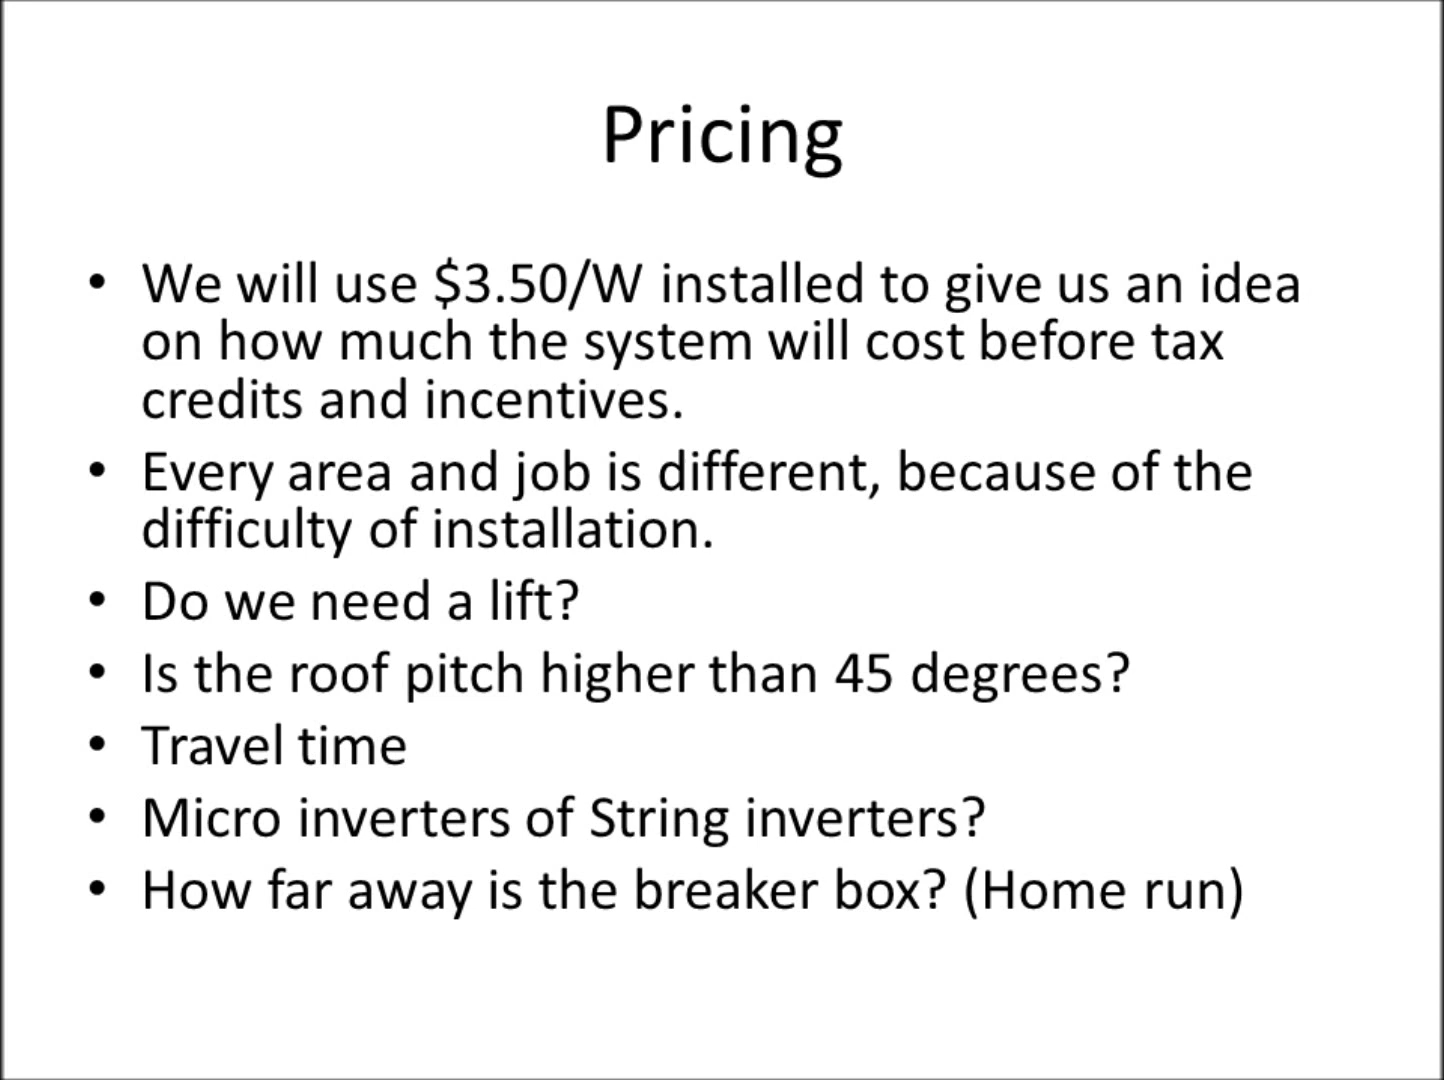 Pricing
• We will use $3.50/W installed to give us an idea
on how much the system will cost before tax
credits and incentives.
• Every area and job is different, because of the
difficulty of installation.
• Do we need a lift?
• Is the roof pitch higher than 45 degrees?
• Travel time
• Micro inverters of String inverters?
• How far away is the breaker box? (Home run)